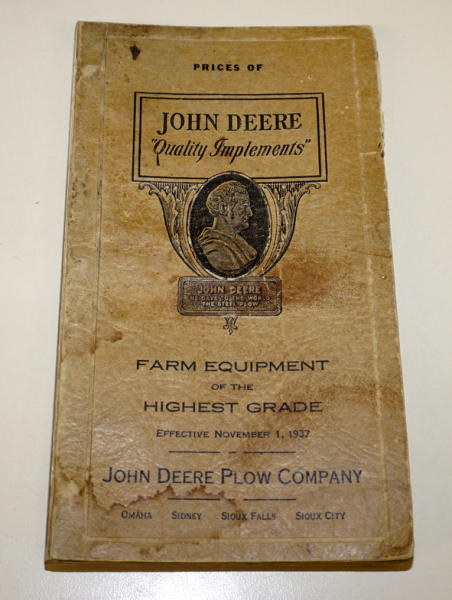 PRICES OF
JOHN DEERE
"Quality Implements"
JOHN DEERE
HE GAVE TO THE WORLD
THE STEEL PLOW
FARM EQUIPMENT
OF THE
HIGHEST GRADE
EFFECTIVE NOVEMBER 1, 1937
JOHN DEERE PLOW COMPANY
OMAHA SIDNEY SIOUX FALLS SIOUX CITY